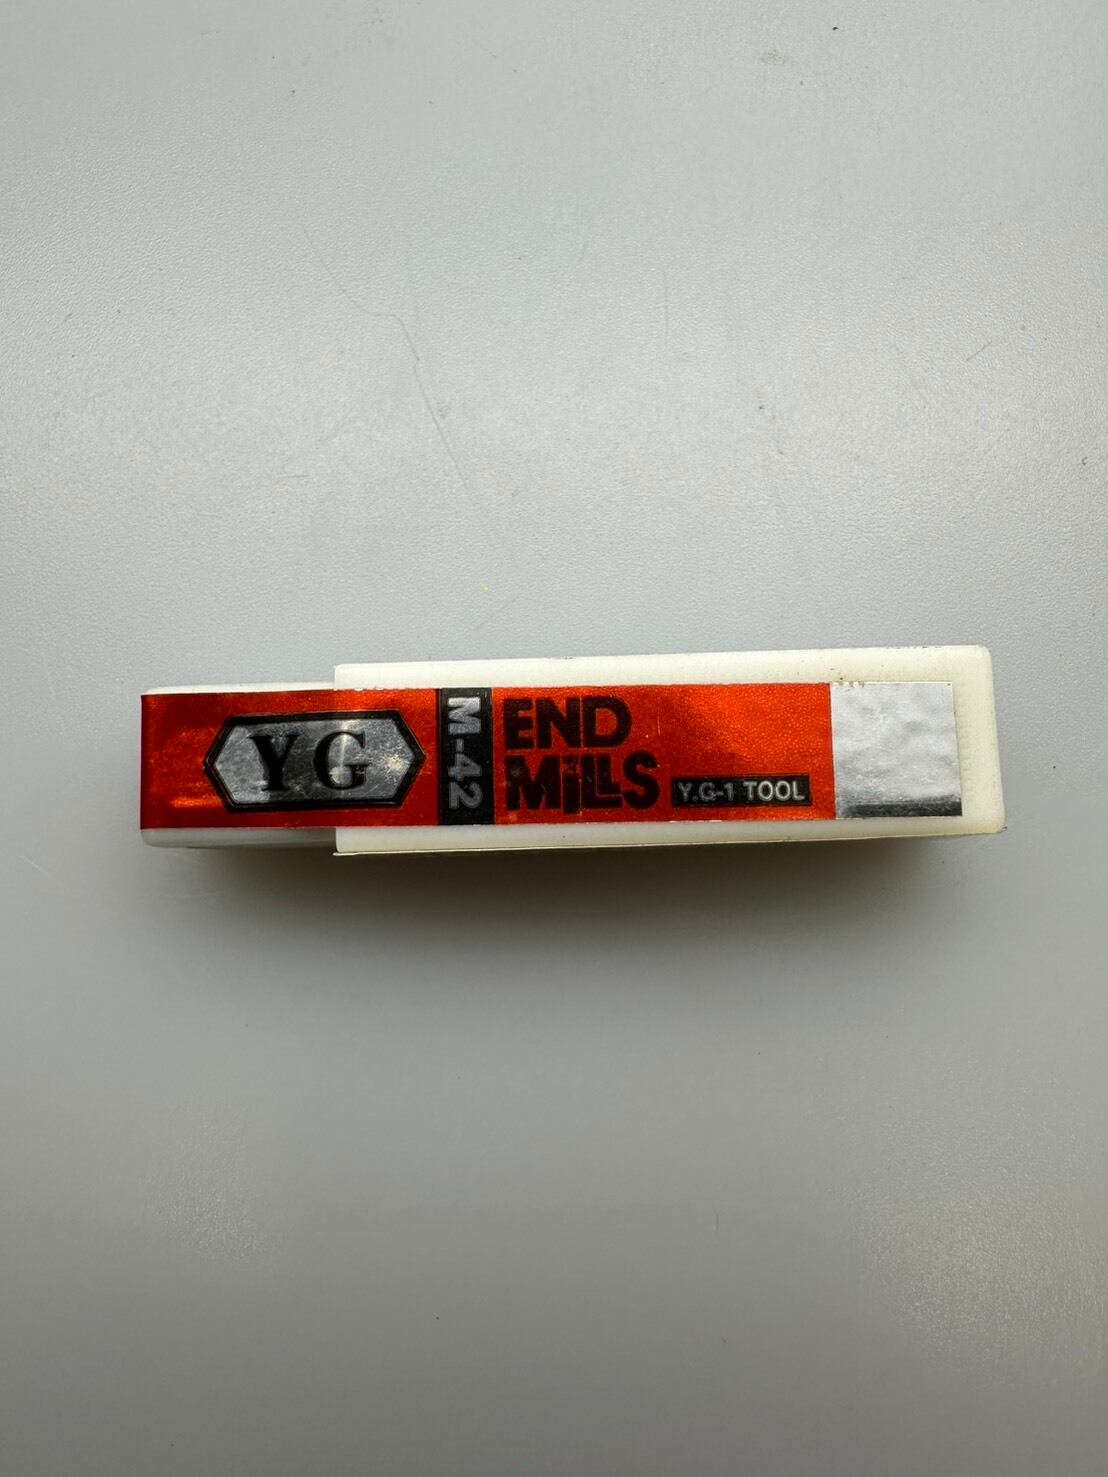 YG
M-42
END
MiLLS
Y.G-1 TOOL